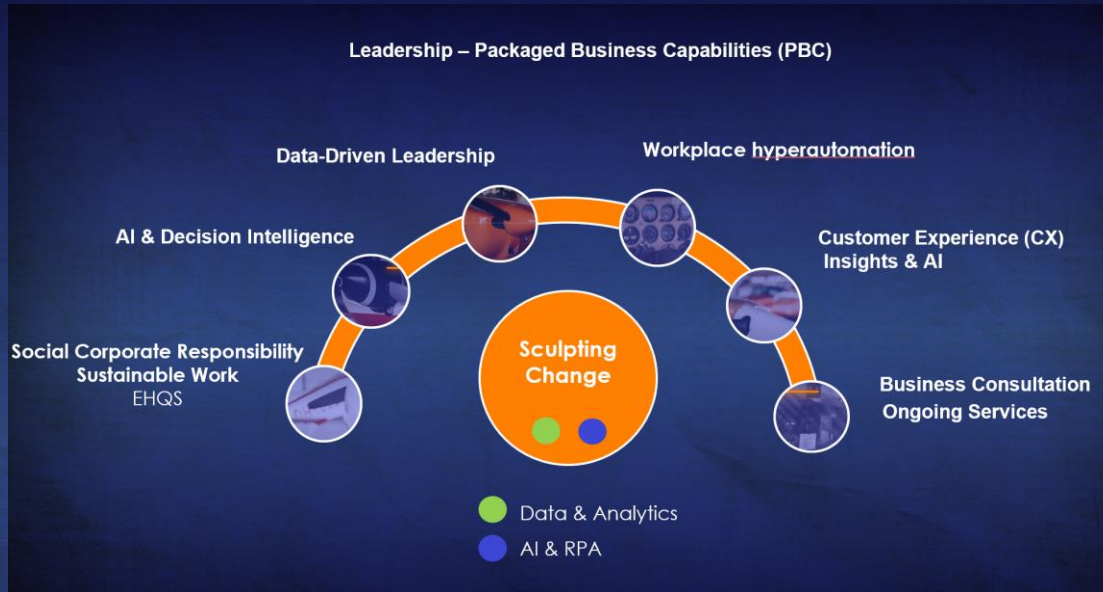 Leadership – Packaged Business Capabilities (PBC)
Data-Driven Leadership
Workplace hyperautomation
AI & Decision Intelligence
Customer Experience (CX)
Insights & AI
Social Corporate Responsibility
Sustainable Work
EHQS
Sculpting
Change
Business Consultation
Ongoing Services
Data & Analytics
AI & RPA